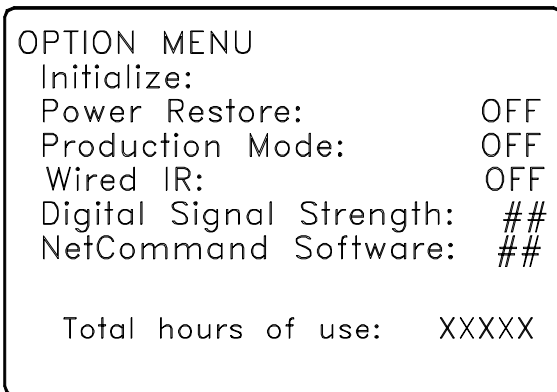 OPTION MENU
Initialize:
Power Restore: OFF
Production Mode: OFF
Wired IR: OFF
Digital Signal Strength: ##
NetCommand Software: ##
Total hours of use: XXXXX